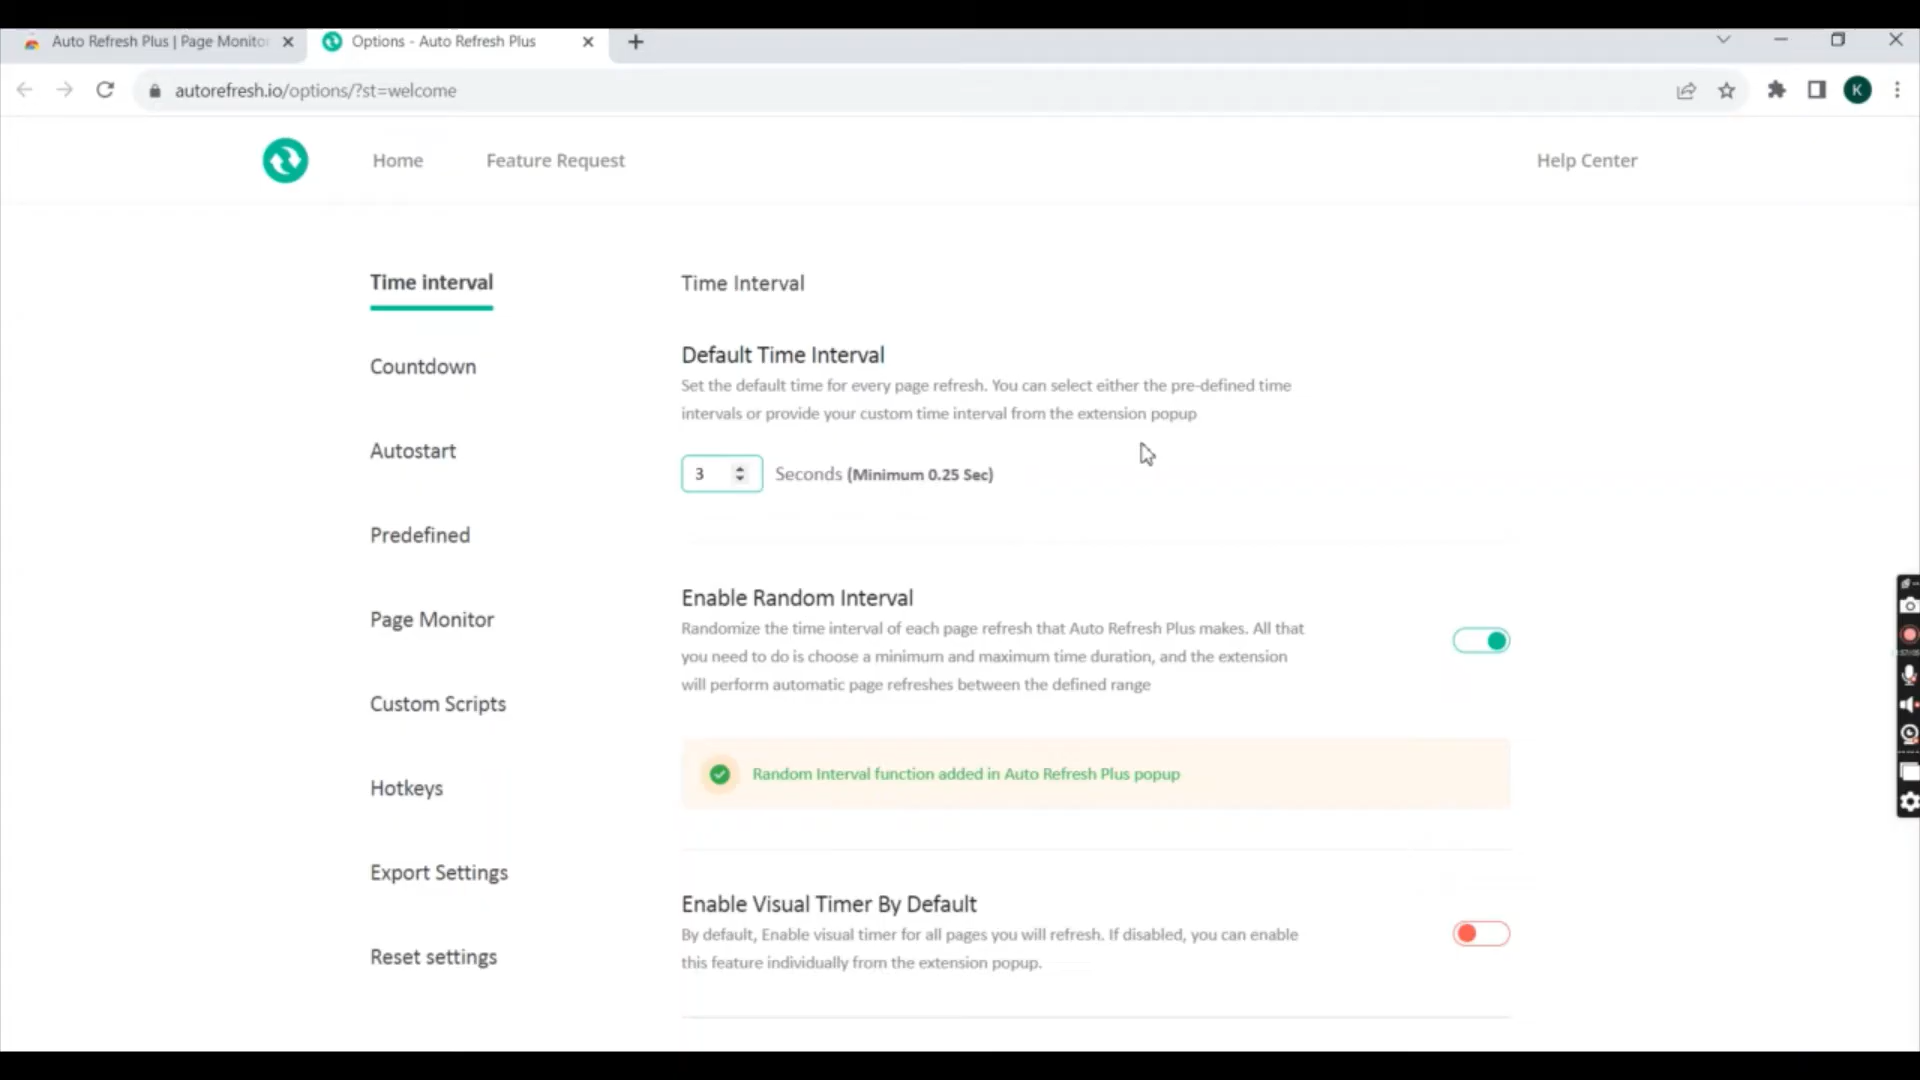 Auto Refresh Plus | Page Monitor
Options - Auto Refresh Plus
autorefresh.io/options/?st=welcome
K
Home
Feature Request
Help Center
Time interval
Countdown
Autostart
Predefined
Page Monitor
Custom Scripts
Hotkeys
Export Settings
Reset settings
Time Interval
Default Time Interval
Set the default time for every page refresh. You can select either the pre-defined time
intervals or provide your custom time interval from the extension popup
3
Seconds (Minimum 0.25 Sec)
Enable Random Interval
Randomize the time interval of each page refresh that Auto Refresh Plus makes. All that
you need to do is choose a minimum and maximum time duration, and the extension
will perform automatic page refreshes between the defined range
Random Interval function added in Auto Refresh Plus popup
Enable Visual Timer By Default
By default, Enable visual timer for all pages you will refresh. If disabled, you can enable
this feature individually from the extension popup.